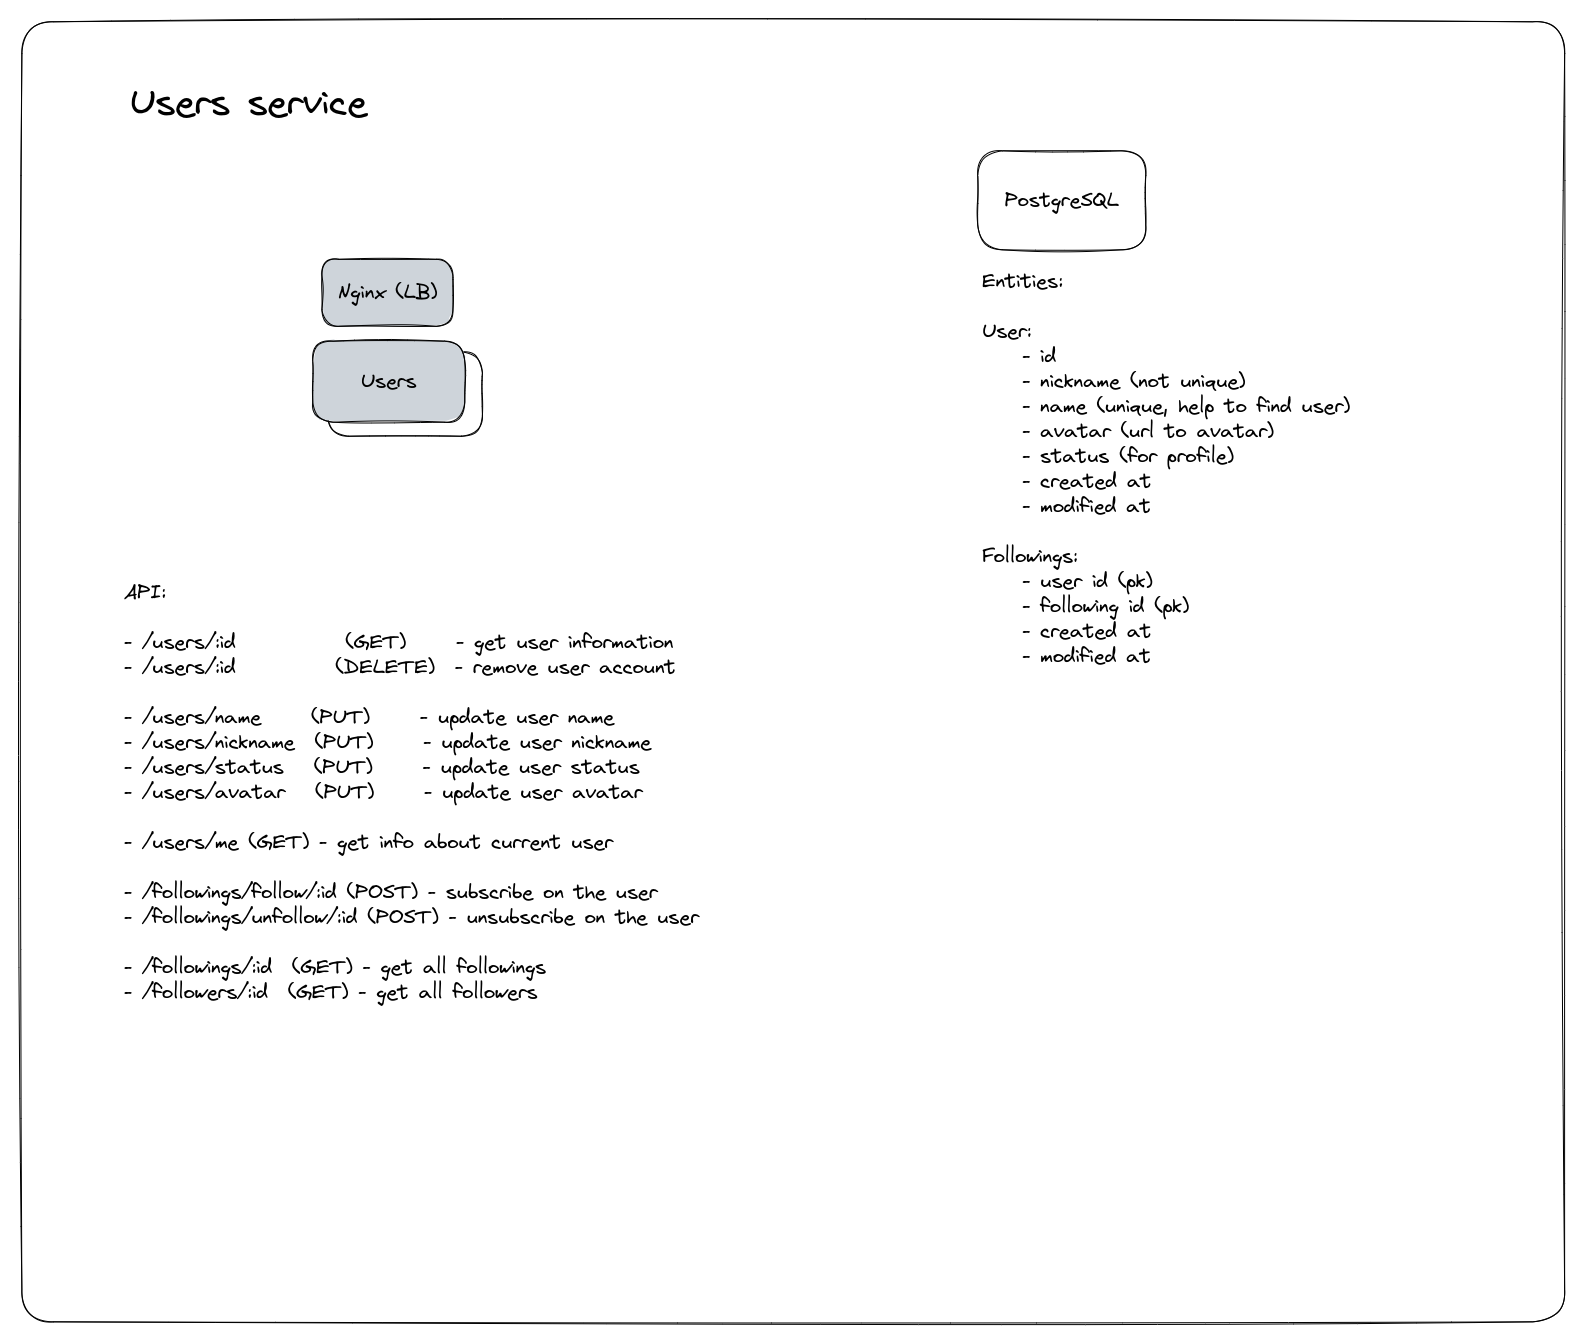 Users service
Nginx (LB)
Users
API:
- /users/:id (GET) - get user information
- /users/:id (DELETE) - remove user account
- /users/name (PUT) - update user name
- /users/nickname (PUT) - update user nickname
- /users/status (PUT) - update user status
- /users/avatar (PUT) - update user avatar
- /users/me (GET) - get info about current user
- /followings/follow/:id (POST) - subscribe on the user
- /followings/unfollow/:id (POST) - unsubscribe on the user
- /followings/:id (GET) - get all followings
- /followers/:id (GET) - get all followers
PostgreSQL
Entities:
User:
- id
- nickname (not unique)
- name (unique, help to find user)
- avatar (url to avatar)
- status (for profile)
- created at
- modified at
Followings:
- user id (pk)
- following id (pk)
- created at
- modified at